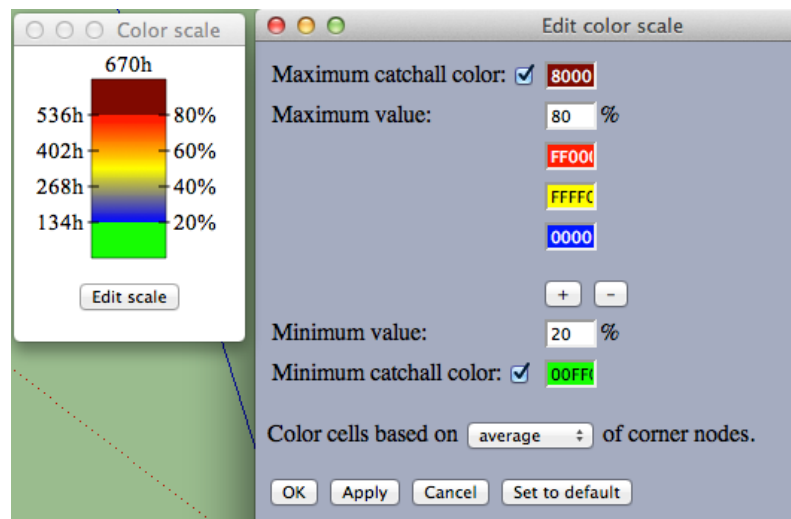 Color scale
670h
536h 80%
402h 60%
268h 40%
134h 20%
Edit scale
Edit color scale
Maximum catchall color: 8000
Maximum value: 80 %
FF00
FFFF
0000
+ -
Minimum value: 20 %
Minimum catchall color: 00FF
Color cells based on average of corner nodes.
OK Apply Cancel Set to default